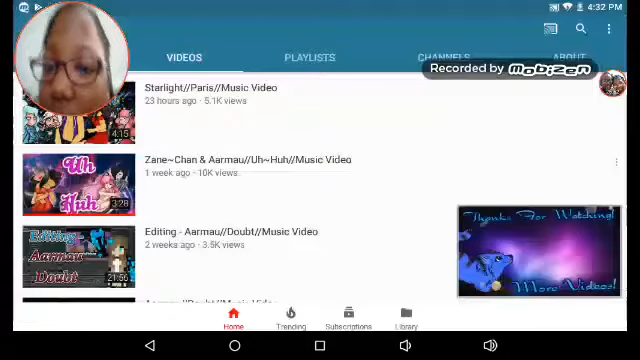 4:32 PM
VIDEOS
PLAYLISTS
CHANNELS
ABOUT
Recorded by MOBIZEN
Starlight//Paris//Music Video
23 hours ago · 5.1K views
4:15
Zane~Chan & Aarmau//Uh~Huh//Music Video
1 week ago · 10K views
Uh
Huh
3:28
Editing - Aarmau//Doubt//Music Video
2 weeks ago · 3.5K views
Editing
Aarmau
Doubt
21:56
Thanks For Watching!
More Videos!
Home
Trending
Subscriptions
Library